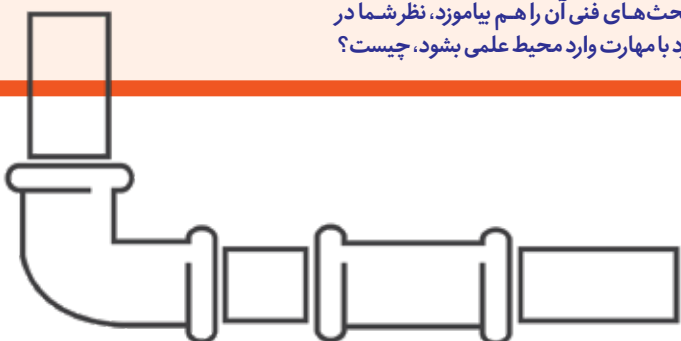 حث‌های فنی آن را هم بیاموزد، نظر شما در
د با مهارت وارد محیط علمی بشود، چیست؟